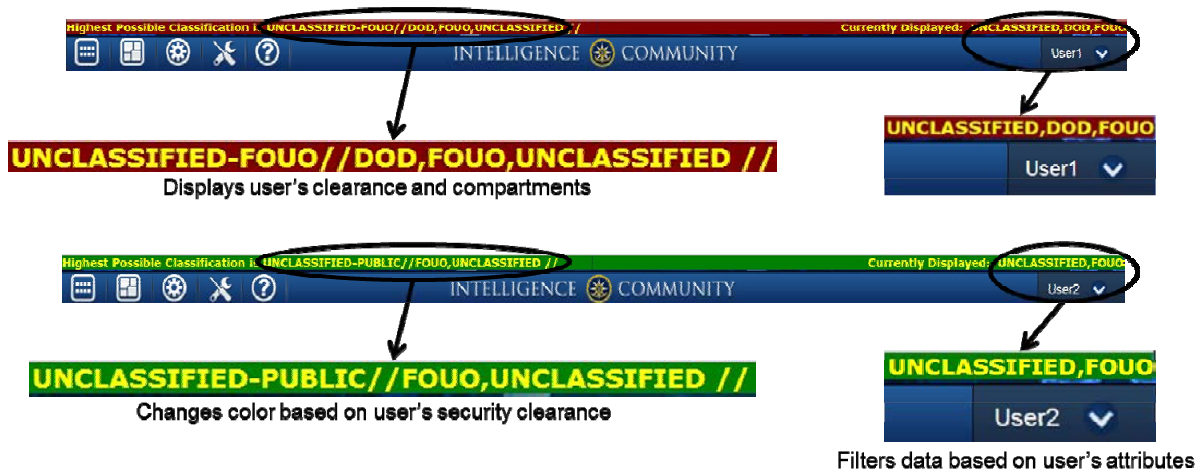 Highest Possible Classification is UNCLASSIFIED-FOUO//DOD,FOUO,UNCLASSIFIED // Currently Displayed: UNCLASSIFIED,DOD,FOUO
INTELLIGENCE COMMUNITY User1
UNCLASSIFIED,DOD,FOUO
UNCLASSIFIED-FOUO//DOD,FOUO,UNCLASSIFIED //
User1
Displays user's clearance and compartments
Highest Possible Classification is UNCLASSIFIED-PUBLIC//FOUO,UNCLASSIFIED // Currently Displayed: UNCLASSIFIED,FOUO
INTELLIGENCE COMMUNITY User2
UNCLASSIFIED,FOUO
UNCLASSIFIED-PUBLIC//FOUO,UNCLASSIFIED //
Changes color based on user's security clearance
User2
Filters data based on user's attributes